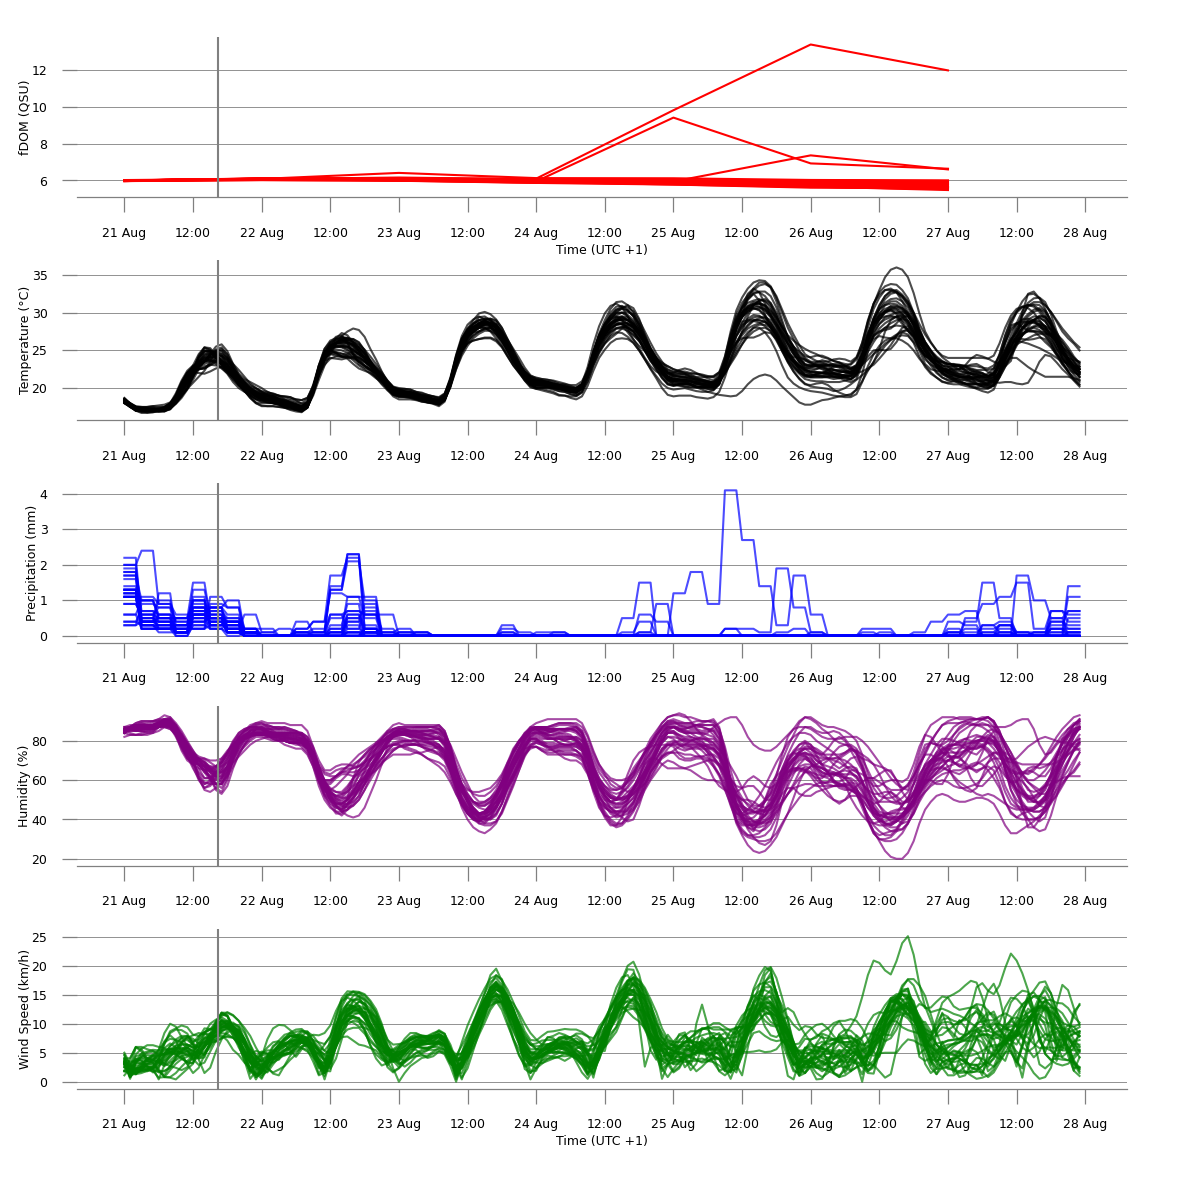 fDOM (QSU)
12
10
8
6
21 Aug 12:00 22 Aug 12:00 23 Aug 12:00 24 Aug 12:00 25 Aug 12:00 26 Aug 12:00 27 Aug 12:00 28 Aug
Time (UTC +1)
Temperature (°C)
35
30
25
20
21 Aug 12:00 22 Aug 12:00 23 Aug 12:00 24 Aug 12:00 25 Aug 12:00 26 Aug 12:00 27 Aug 12:00 28 Aug
Precipitation (mm)
4
3
2
1
0
21 Aug 12:00 22 Aug 12:00 23 Aug 12:00 24 Aug 12:00 25 Aug 12:00 26 Aug 12:00 27 Aug 12:00 28 Aug
Humidity (%)
80
60
40
20
21 Aug 12:00 22 Aug 12:00 23 Aug 12:00 24 Aug 12:00 25 Aug 12:00 26 Aug 12:00 27 Aug 12:00 28 Aug
Wind Speed (km/h)
25
20
15
10
5
0
21 Aug 12:00 22 Aug 12:00 23 Aug 12:00 24 Aug 12:00 25 Aug 12:00 26 Aug 12:00 27 Aug 12:00 28 Aug
Time (UTC +1)